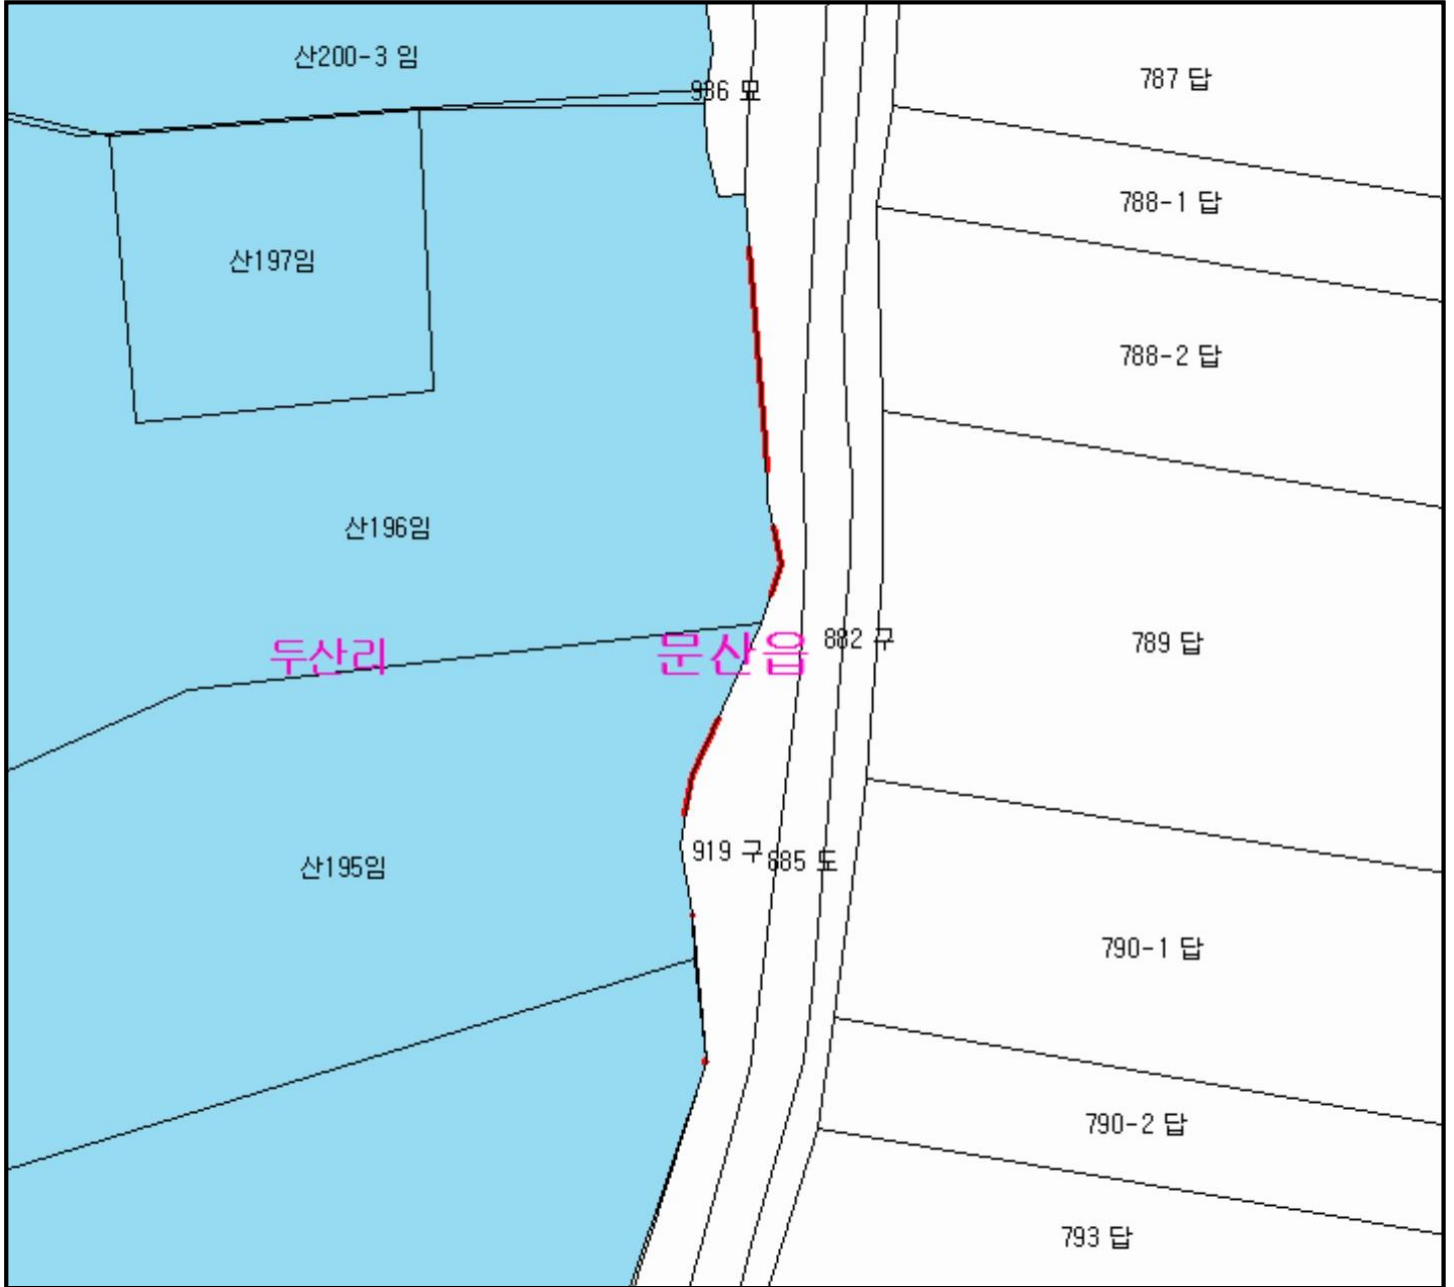 산200-3 임
936 묘
787 답
788-1 답
산197임
788-2 답
산196임
두산리
문산읍
882 구
789 답
919 구
885 도
산195임
790-1 답
790-2 답
793 답